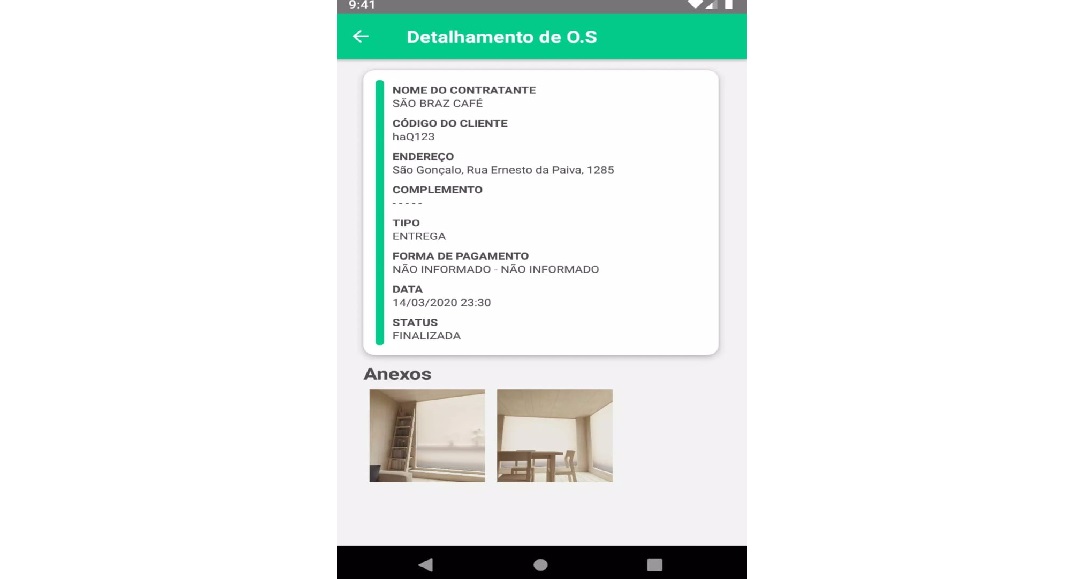 9:41
Detalhamento de O.S
NOME DO CONTRATANTE
SÃO BRAZ CAFÉ
CÓDIGO DO CLIENTE
haQ123
ENDEREÇO
São Gonçalo, Rua Ernesto da Paiva, 1285
COMPLEMENTO
-----
TIPO
ENTREGA
FORMA DE PAGAMENTO
NÃO INFORMADO - NÃO INFORMADO
DATA
14/03/2020 23:30
STATUS
FINALIZADA
Anexos